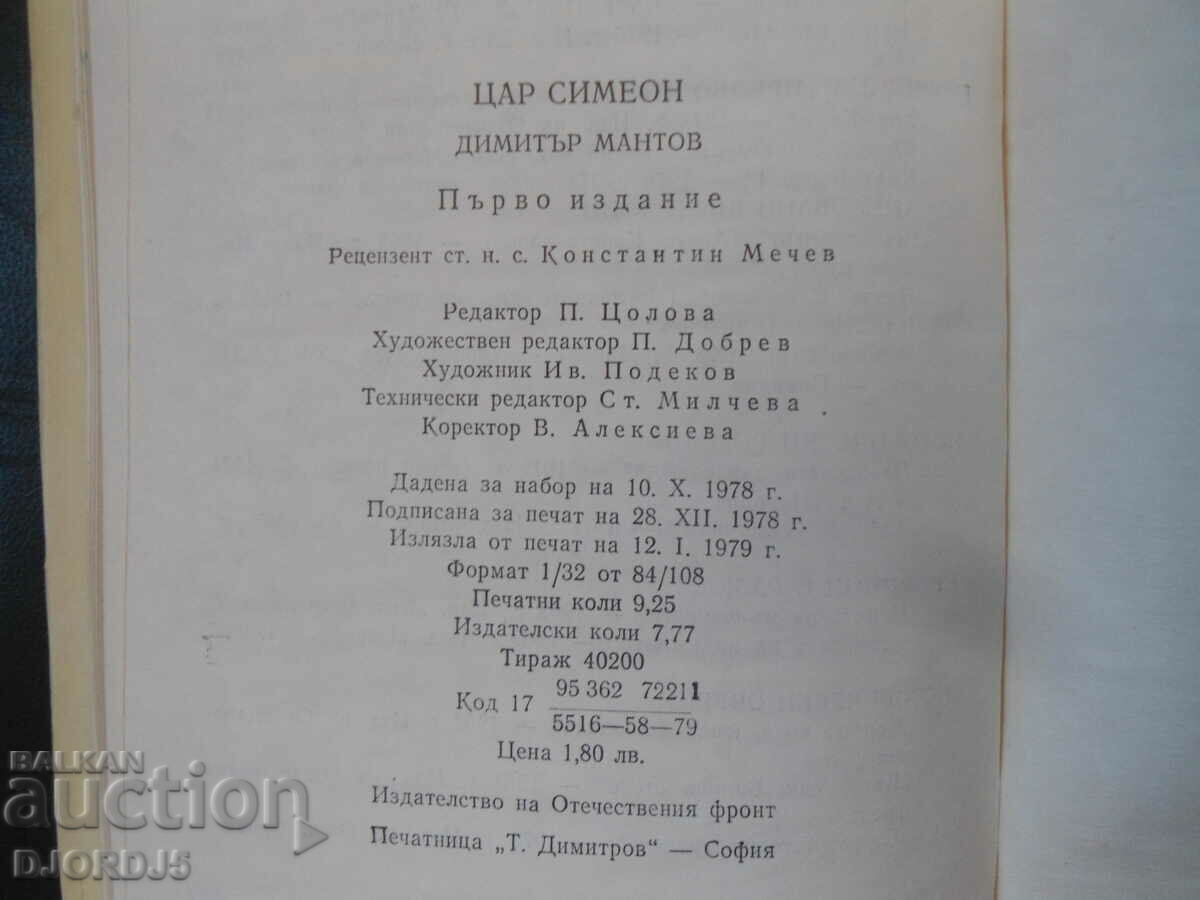 ЦАР СИМЕОН
ДИМИТЪР МАНТОВ
Първо издание
Рецензент ст. н. с. Константин Мечев
Редактор П. Цолова
Художествен редактор П. Добрев
Художник Ив. Подеков
Технически редактор Ст. Милчева
Коректор В. Алексиева
Дадена за набор на 10. X. 1978 г.
Подписана за печат на 28. XII. 1978 г.
Излязла от печат на 12. I. 1979 г.
Формат 1/32 от 84/108
Печатни коли 9,25
Издателски коли 7,77
Тираж 40200
Код 17 95 362 72211
5516—58—79
Цена 1,80 лв.
Издателство на Отечествения фронт
Печатница „Т. Димитров“ — София
BALKAN
auction
DJORDJ5